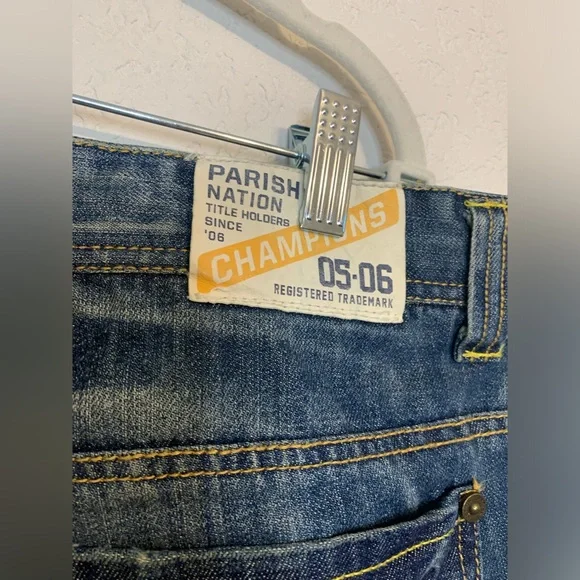 PARISH
NATION
TITLE HOLDERS
SINCE
'06
CHAMPIONS
05-06
REGISTERED TRADEMARK